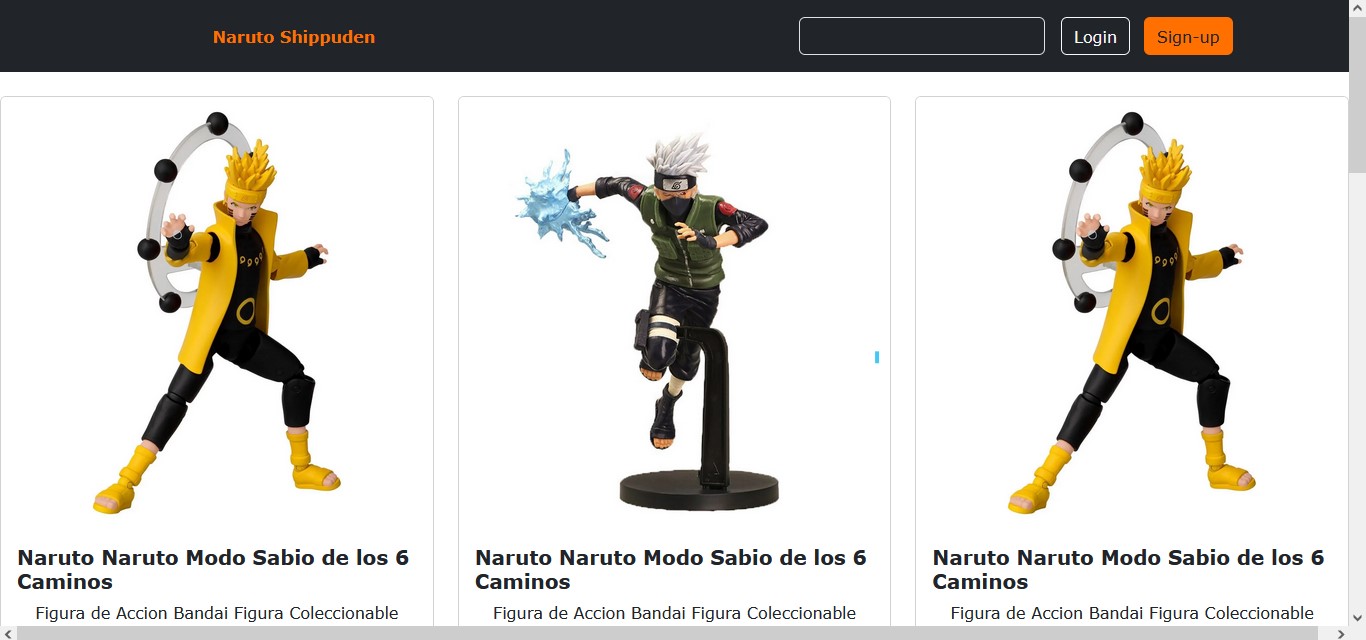 Naruto Shippuden
Login
Sign-up
Naruto Naruto Modo Sabio de los 6
Caminos
Figura de Accion Bandai Figura Coleccionable
Naruto Naruto Modo Sabio de los 6
Caminos
Figura de Accion Bandai Figura Coleccionable
Naruto Naruto Modo Sabio de los 6
Caminos
Figura de Accion Bandai Figura Coleccionable